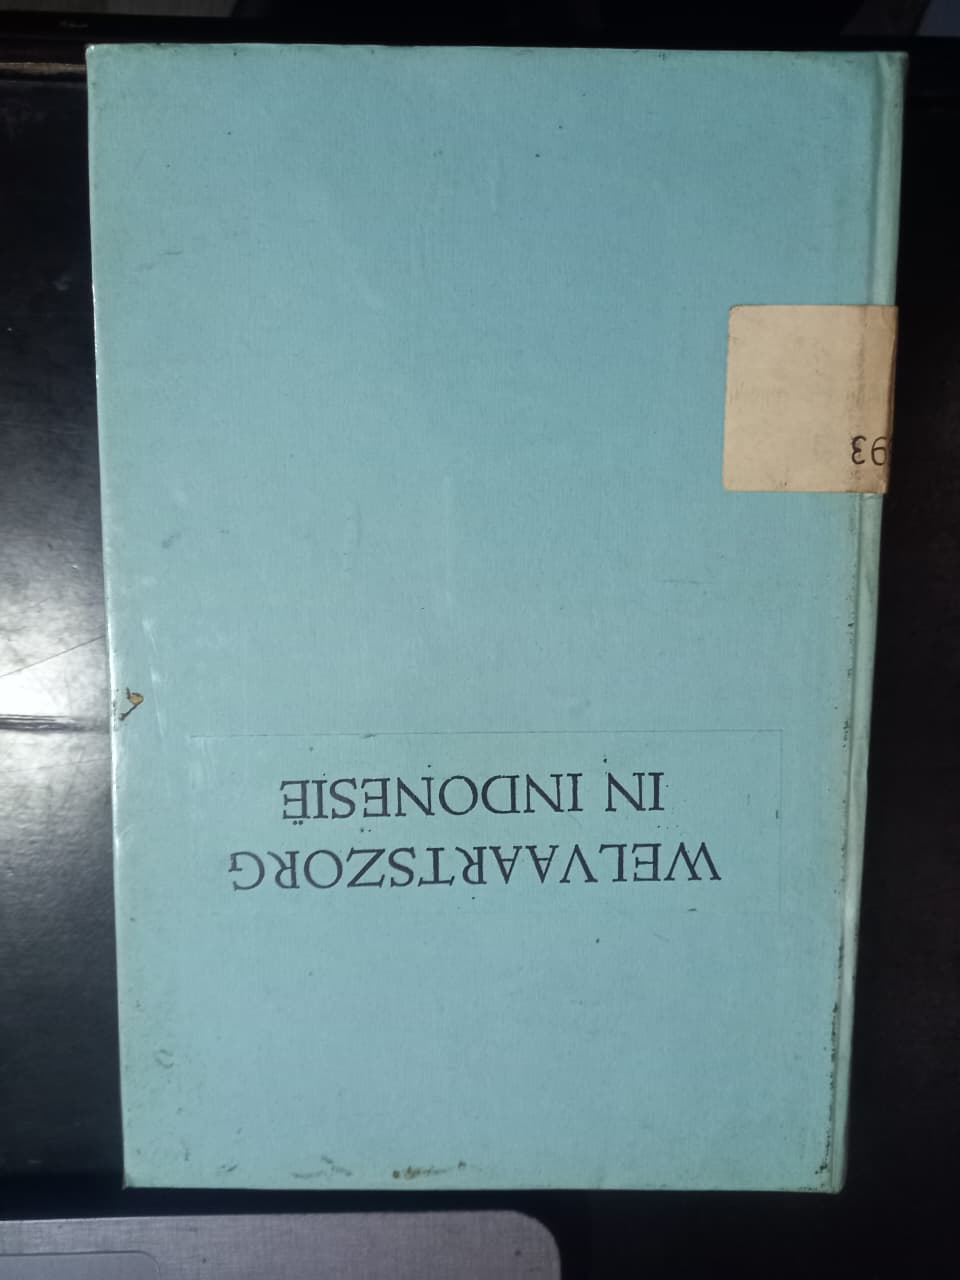 WELVAARTSZORG
IN INDONESIË
93